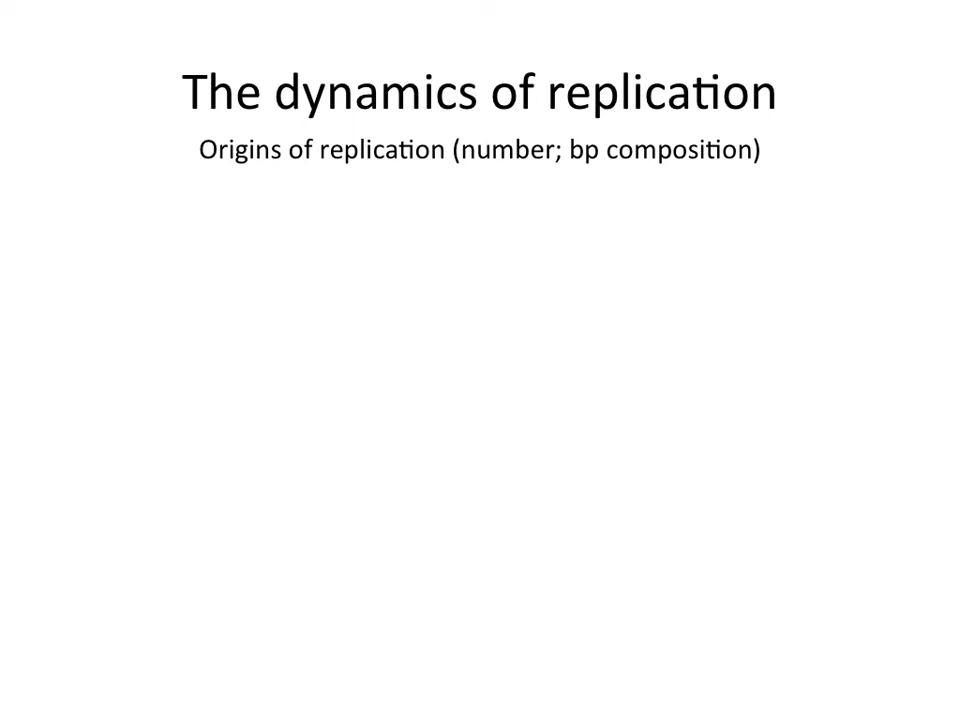 The dynamics of replication
Origins of replication (number; bp composition)